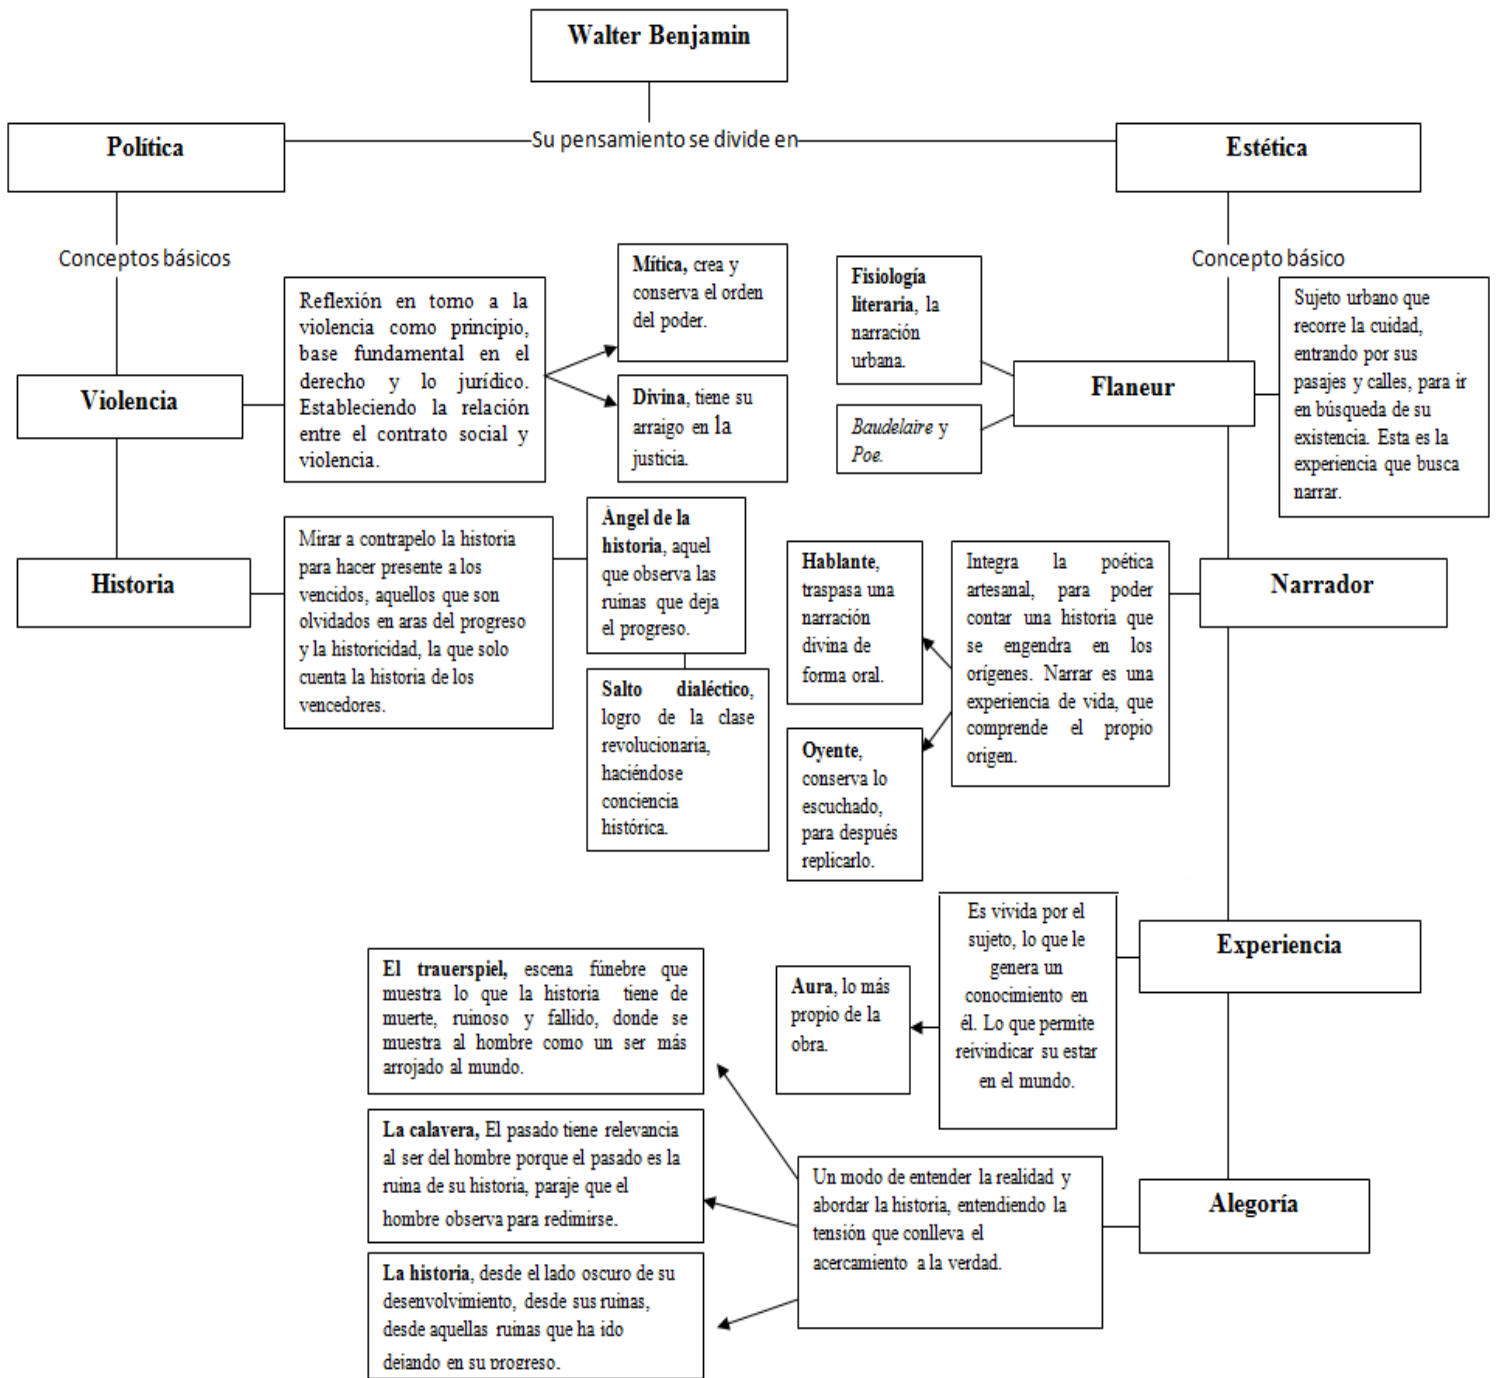 Walter Benjamin
Política
Su pensamiento se divide en
Estética
Conceptos básicos
Concepto básico
Violencia
Reflexión en torno a la
violencia como principio,
base fundamental en el
derecho y lo jurídico.
Estableciendo la relación
entre el contrato social y
violencia.
Mítica, crea y
conserva el orden
del poder.
Divina, tiene su
arraigo en la
justicia.
Fisiología
literaria, la
narración
urbana.
Baudelaire y
Poe.
Flaneur
Sujeto urbano que
recorre la cuidad,
entrando por sus
pasajes y calles, para ir
en búsqueda de su
existencia. Esta es la
experiencia que busca
narrar.
Historia
Mirar a contrapelo la historia
para hacer presente a los
vencidos, aquellos que son
olvidados en aras del progreso
y la historicidad, la que solo
cuenta la historia de los
vencedores.
Ángel de la
historia, aquel
que observa las
ruinas que deja
el progreso.
Salto dialéctico,
logro de la clase
revolucionaria,
haciéndose
conciencia
histórica.
Hablante,
traspasa una
narración
divina de
forma oral.
Oyente,
conserva lo
escuchado,
para después
replicarlo.
Integra la poética
artesanal, para poder
contar una historia que
se engendra en los
orígenes. Narrar es una
experiencia de vida, que
comprende el propio
origen.
Narrador
Es vivida por el
sujeto, lo que le
genera un
conocimiento en
él. Lo que permite
reivindicar su estar
en el mundo.
Experiencia
Aura, lo más
propio de la
obra.
El trauerspiel, escena fúnebre que
muestra lo que la historia tiene de
muerte, ruinoso y fallido, donde se
muestra al hombre como un ser más
arrojado al mundo.
La calavera, El pasado tiene relevancia
al ser del hombre porque el pasado es la
ruina de su historia, paraje que el
hombre observa para redimirse.
La historia, desde el lado oscuro de su
desenvolvimiento, desde sus ruinas,
desde aquellas ruinas que ha ido
dejando en su progreso.
Un modo de entender la realidad y
abordar la historia, entendiendo la
tensión que conlleva el
acercamiento a la verdad.
Alegoría